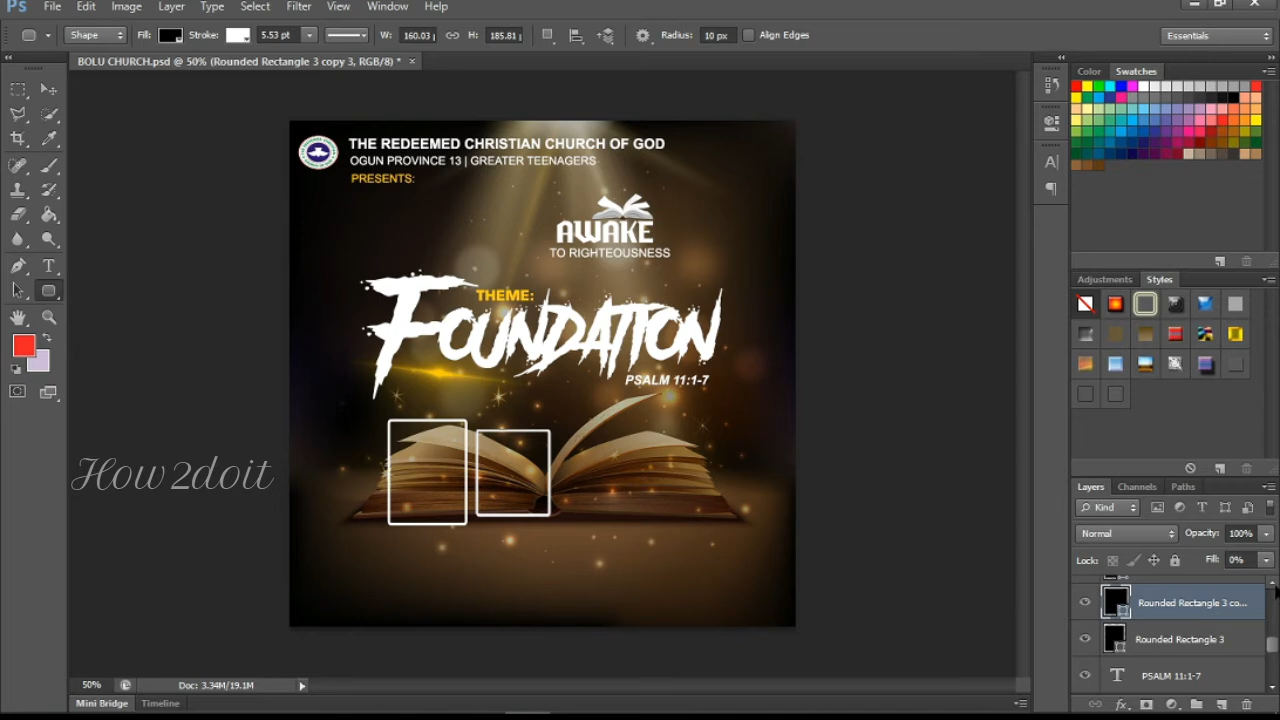 Ps File Edit Image Layer Type Select Filter View Window Help
Shape Fill: Stroke: 5.53 pt W: 160.03 H: 185.81 Radius: 10 px Align Edges Essentials
BOLU CHURCH.psd @ 50% (Rounded Rectangle 3 copy 3, RGB/8) * ×
Color Swatches
THE REDEEMED CHRISTIAN CHURCH OF GOD
OGUN PROVINCE 13 | GREATER TEENAGERS
PRESENTS:
AWAKE
TO RIGHTEOUSNESS
THEME:
FOUNDATION
PSALM 11:1-7
How 2doit
Adjustments Styles
Layers Channels Paths
Kind
Normal Opacity: 100%
Lock: Fill: 0%
Rounded Rectangle 3 co...
Rounded Rectangle 3
T PSALM 11:1-7
50% Doc: 3.34M/19.1M
Mini Bridge Timeline